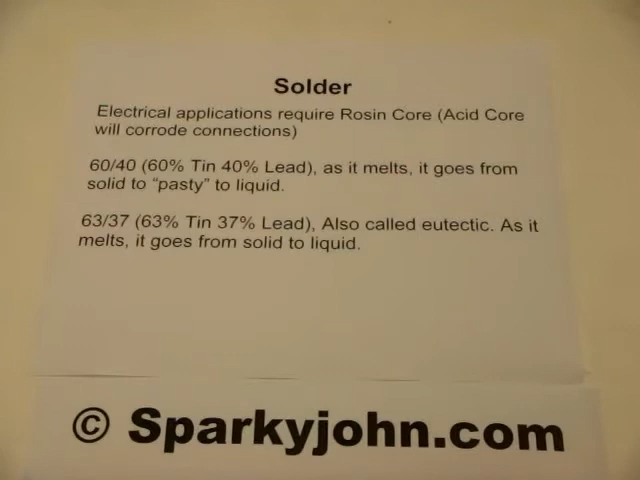 Solder
Electrical applications require Rosin Core (Acid Core
will corrode connections)
60/40 (60% Tin 40% Lead), as it melts, it goes from
solid to “pasty” to liquid.
63/37 (63% Tin 37% Lead), Also called eutectic. As it
melts, it goes from solid to liquid.
© Sparkyjohn.com